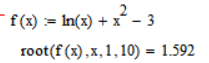 f(x) := ln(x) + x² − 3
root(f(x),x,1,10) = 1.592